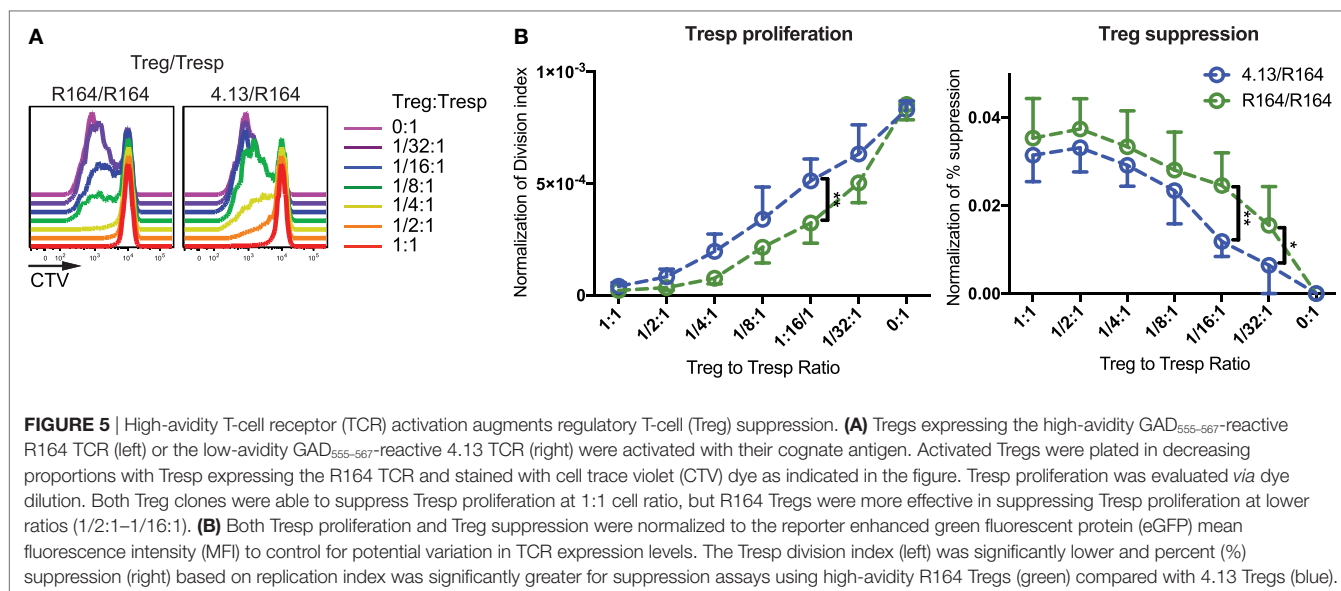 A
Treg/Tresp
R164/R164 4.13/R164
Treg:Tresp
0:1
1/32:1
1/16:1
1/8:1
1/4:1
1/2:1
1:1
0 10² 10³ 10⁴ 10⁵
0 10² 10³ 10⁴ 10⁵
CTV
B
Tresp proliferation
Normalization of Division index
1×10⁻³
5×10⁻⁴
0
**
1:1 1/2:1 1/4:1 1/8:1 1:16/1 1/32:1 0:1
Treg to Tresp Ratio
Treg suppression
4.13/R164
R164/R164
Normalization of % suppression
0.04
0.02
0.00
**
*
1:1 1/2:1 1/4:1 1/8:1 1/16:1 1/32:1 0:1
Treg to Tresp Ratio
FIGURE 5 | High-avidity T-cell receptor (TCR) activation augments regulatory T-cell (Treg) suppression. (A) Tregs expressing the high-avidity GAD₅₅₅₋₅₆₇-reactive
R164 TCR (left) or the low-avidity GAD₅₅₅₋₅₆₇-reactive 4.13 TCR (right) were activated with their cognate antigen. Activated Tregs were plated in decreasing
proportions with Tresp expressing the R164 TCR and stained with cell trace violet (CTV) dye as indicated in the figure. Tresp proliferation was evaluated via dye
dilution. Both Treg clones were able to suppress Tresp proliferation at 1:1 cell ratio, but R164 Tregs were more effective in suppressing Tresp proliferation at lower
ratios (1/2:1–1/16:1). (B) Both Tresp proliferation and Treg suppression were normalized to the reporter enhanced green fluorescent protein (eGFP) mean
fluorescence intensity (MFI) to control for potential variation in TCR expression levels. The Tresp division index (left) was significantly lower and percent (%)
suppression (right) based on replication index was significantly greater for suppression assays using high-avidity R164 Tregs (green) compared with 4.13 Tregs (blue).